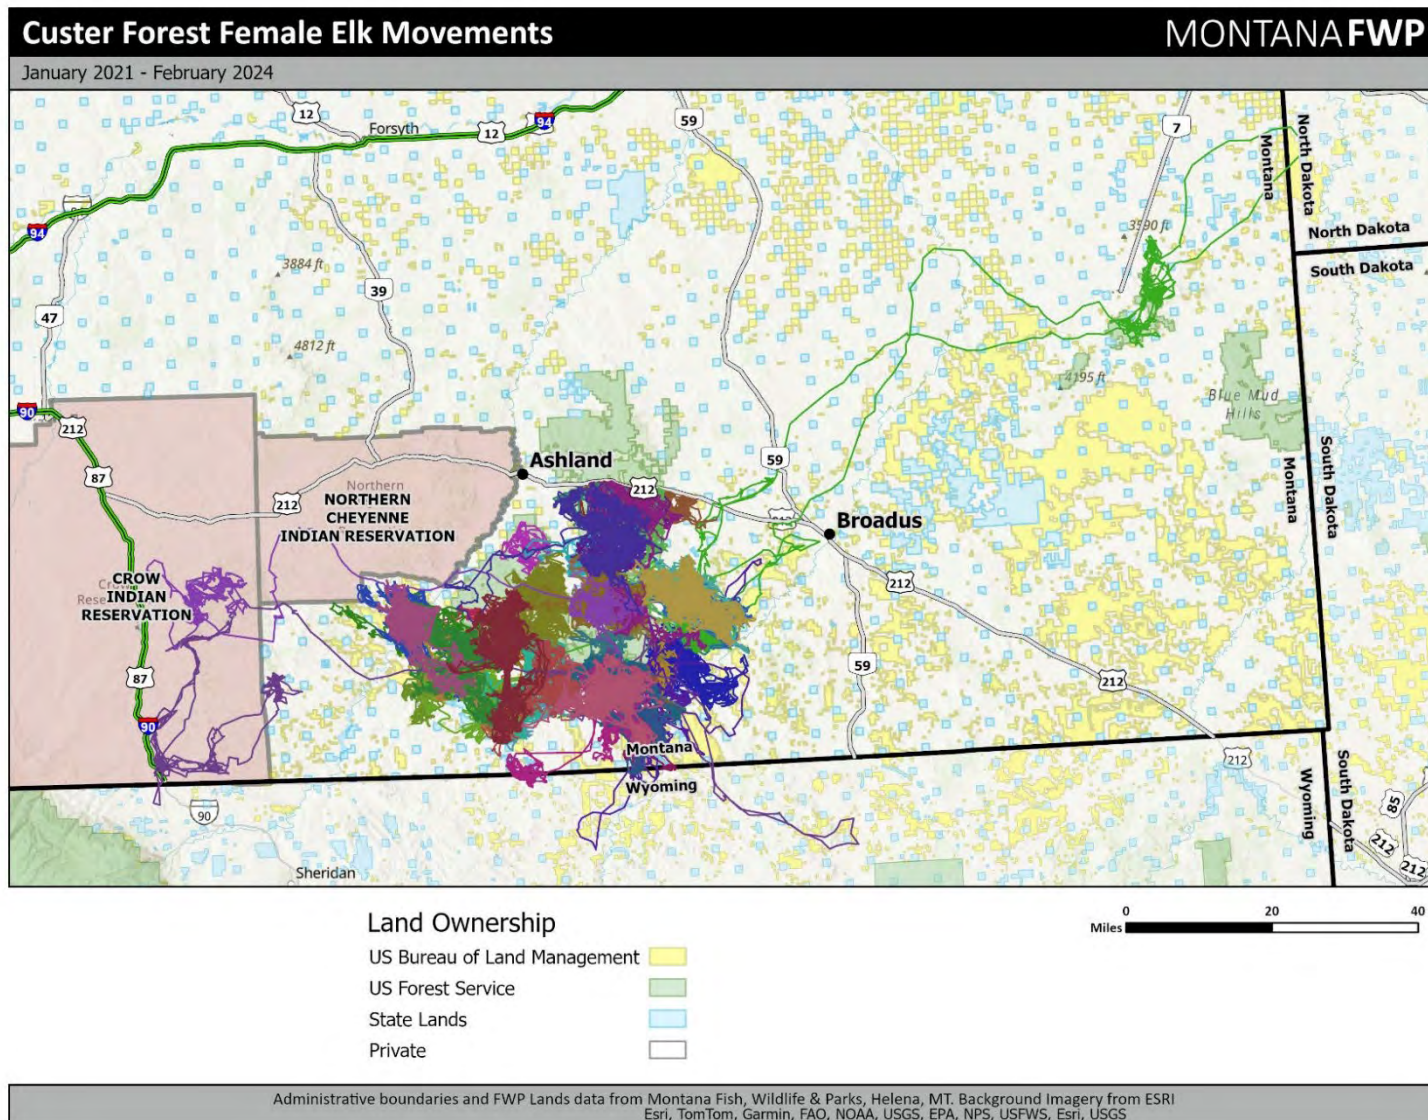 Custer Forest Female Elk Movements
MONTANA FWP
January 2021 - February 2024
12
Forsyth
12
94
59
7
North Dakota
Montana
94
3590 ft
North Dakota
South Dakota
3884 ft
39
47
4812 ft
4195 ft
Blue Mud
Hills
90
212
59
South Dakota
Montana
Ashland
87
212
212
Northern
NORTHERN
CHEYENNE
INDIAN RESERVATION
Broadus
CROW
INDIAN
RESERVATION
212
59
87
212
90
Montana
Wyoming
212
Wyoming
South Dakota
90
85
212
212
Sheridan
Land Ownership
US Bureau of Land Management
US Forest Service
State Lands
Private
0 20 40
Miles
Administrative boundaries and FWP Lands data from Montana Fish, Wildlife & Parks, Helena, MT. Background Imagery from ESRI
Esri, TomTom, Garmin, FAO, NOAA, USGS, EPA, NPS, USFWS, Esri, USGS